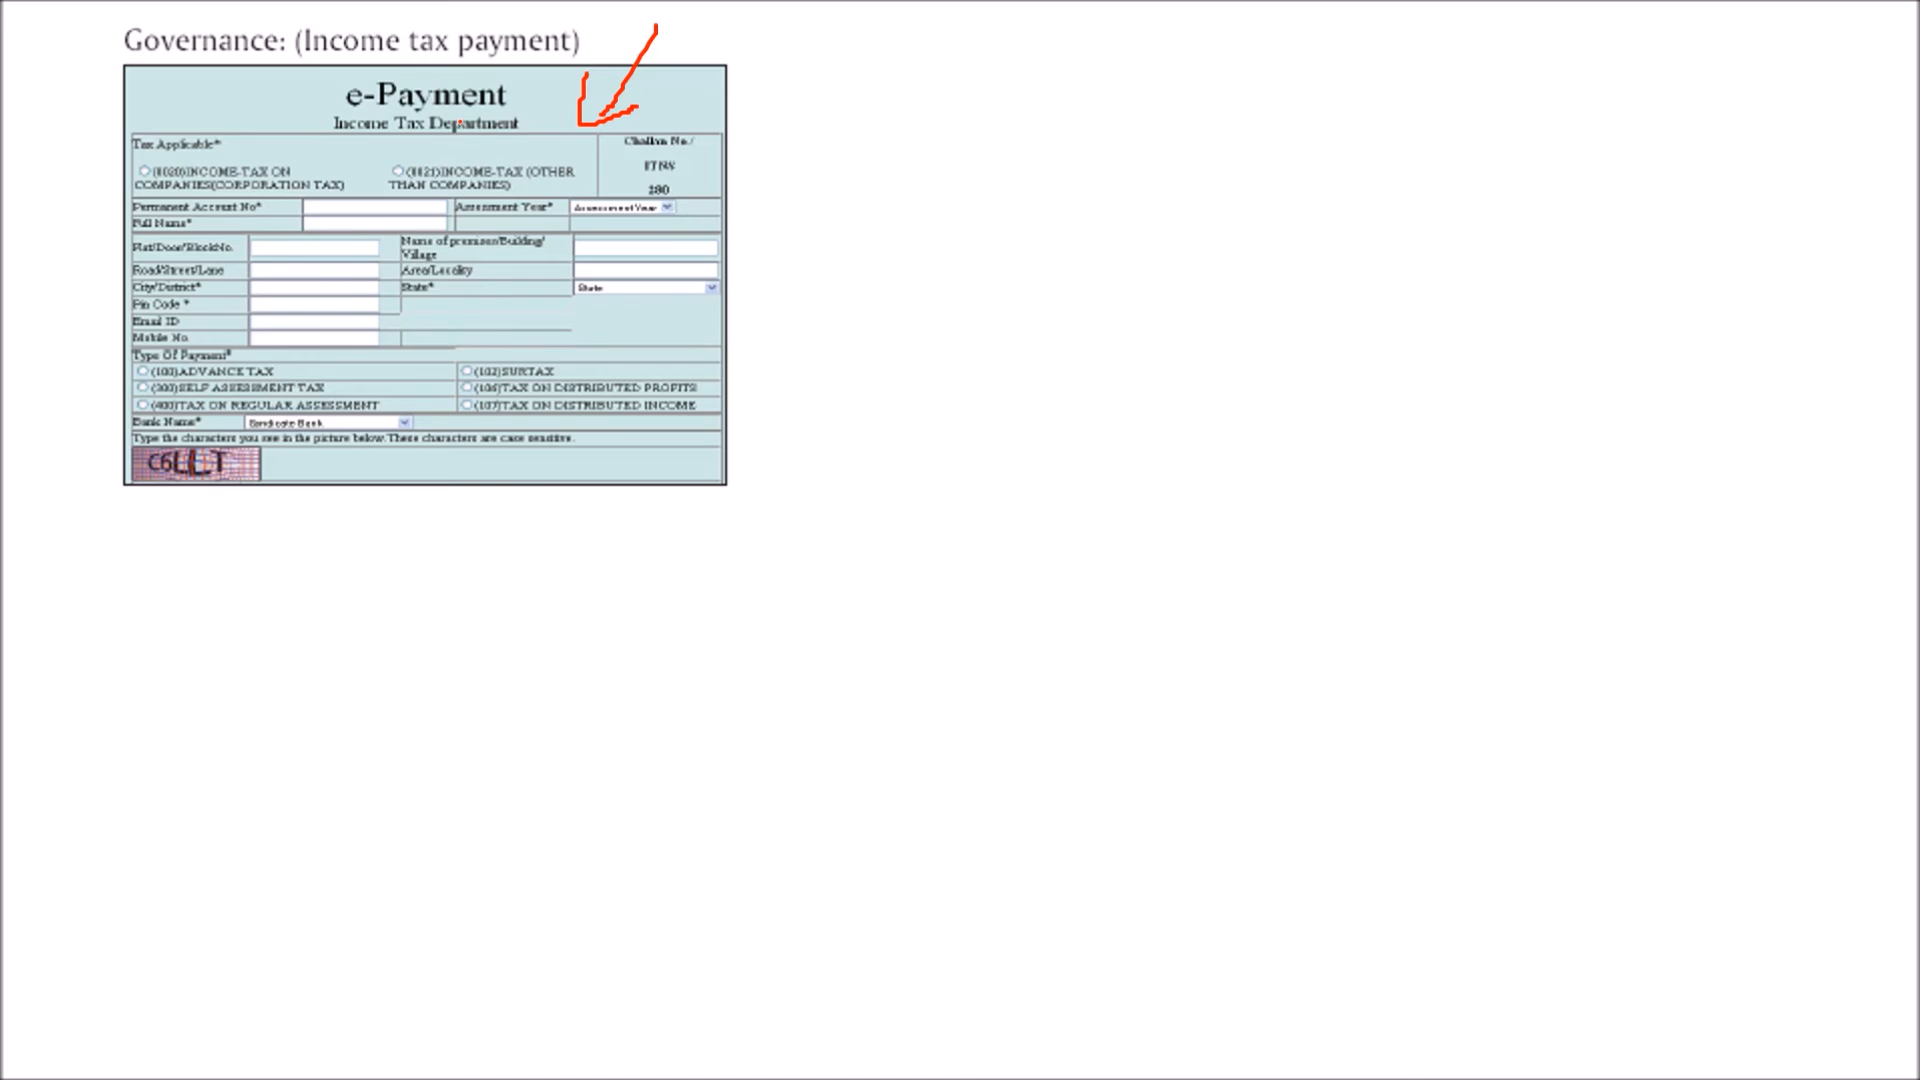 Governance: (Income tax payment)
e-Payment
Income Tax Department
Tax Applicable*
(0020)INCOME-TAX ON COMPANIES(CORPORATION TAX)
(0021)INCOME-TAX (OTHER THAN COMPANIES)
Challan No./
ITNS
280
Permanent Account No*
Assessment Year*
AssessmentYear
Full Name*
Flat/Door/BlockNo.
Name of premises/Building/
Village
Road/Street/Lane
Area/Locality
City/District*
State*
State
Pin Code *
Email ID
Mobile No.
Type Of Payment*
(100)ADVANCE TAX
(102)SURTAX
(300)SELF ASSESSMENT TAX
(106)TAX ON DISTRIBUTED PROFITS
(400)TAX ON REGULAR ASSESSMENT
(107)TAX ON DISTRIBUTED INCOME
Bank Name*
Syndicate Bank
Type the characters you see in the picture below.These characters are case sensitive.